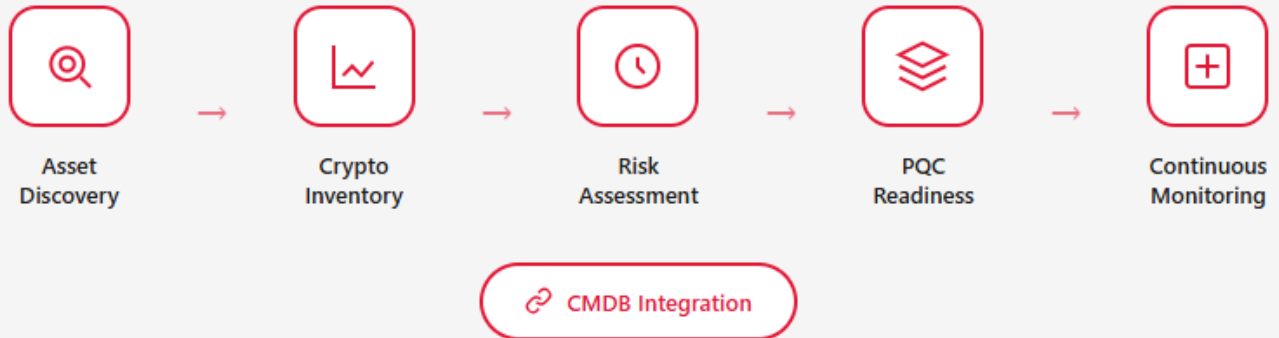 Asset
Discovery
Crypto
Inventory
Risk
Assessment
PQC
Readiness
Continuous
Monitoring
CMDB Integration